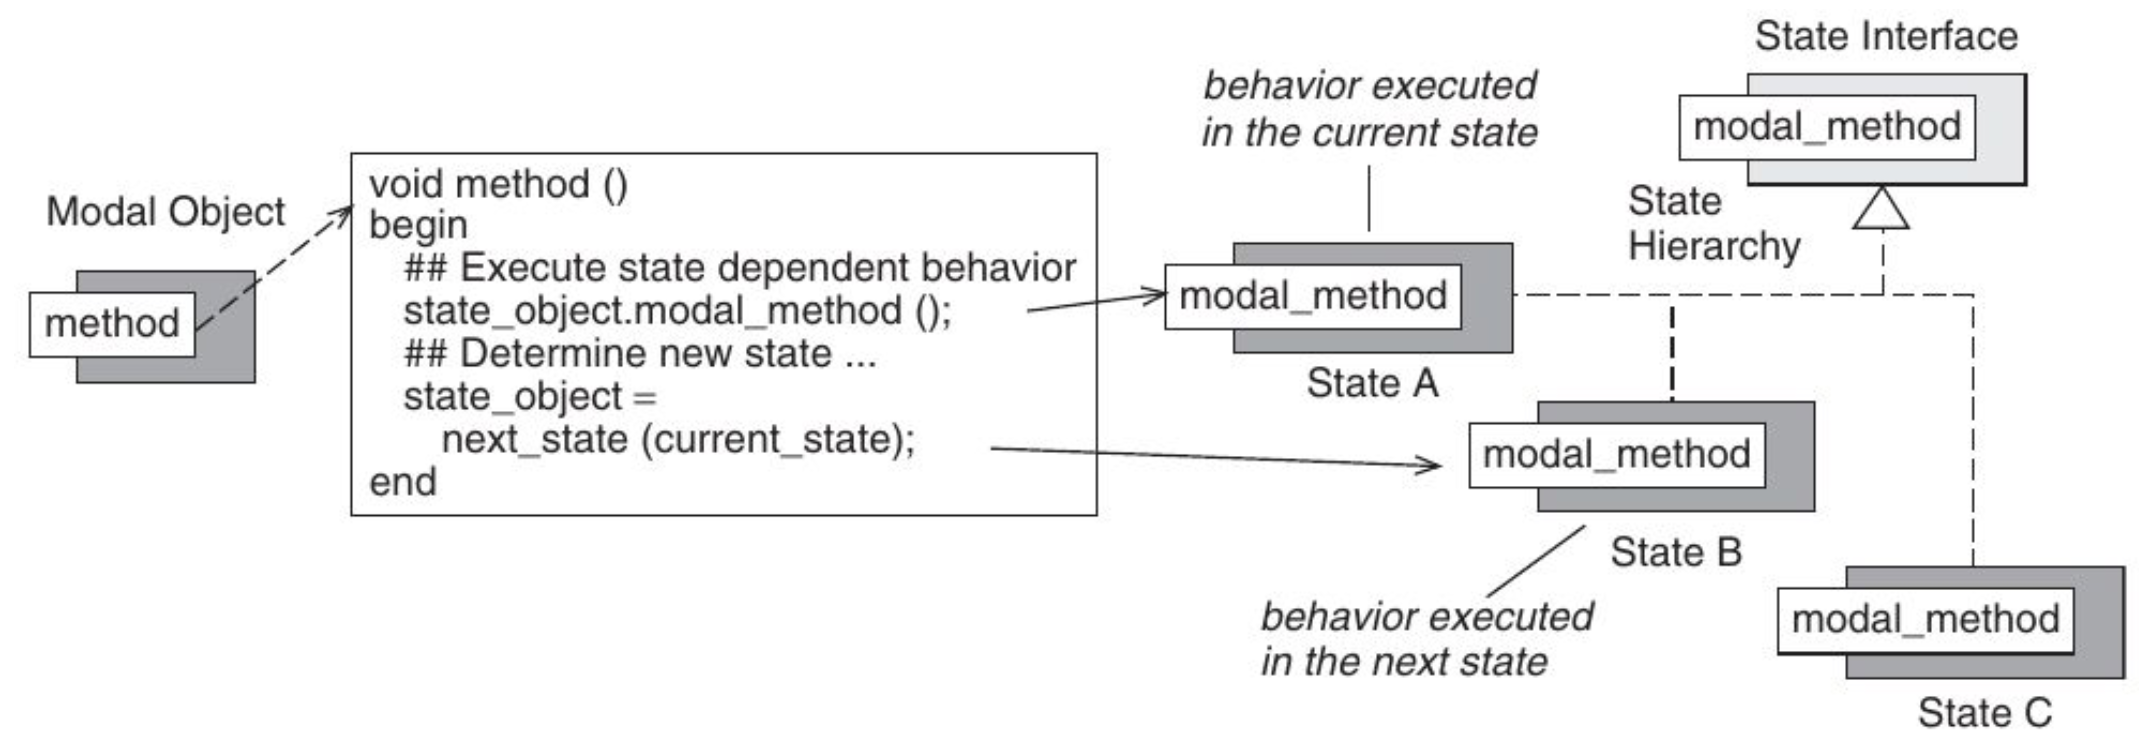 State Interface
modal_method
behavior executed
in the current state
Modal Object
method
void method ()
begin
## Execute state dependent behavior
state_object.modal_method ();
## Determine new state ...
state_object =
next_state (current_state);
end
modal_method
State A
State
Hierarchy
modal_method
State B
behavior executed
in the next state
modal_method
State C